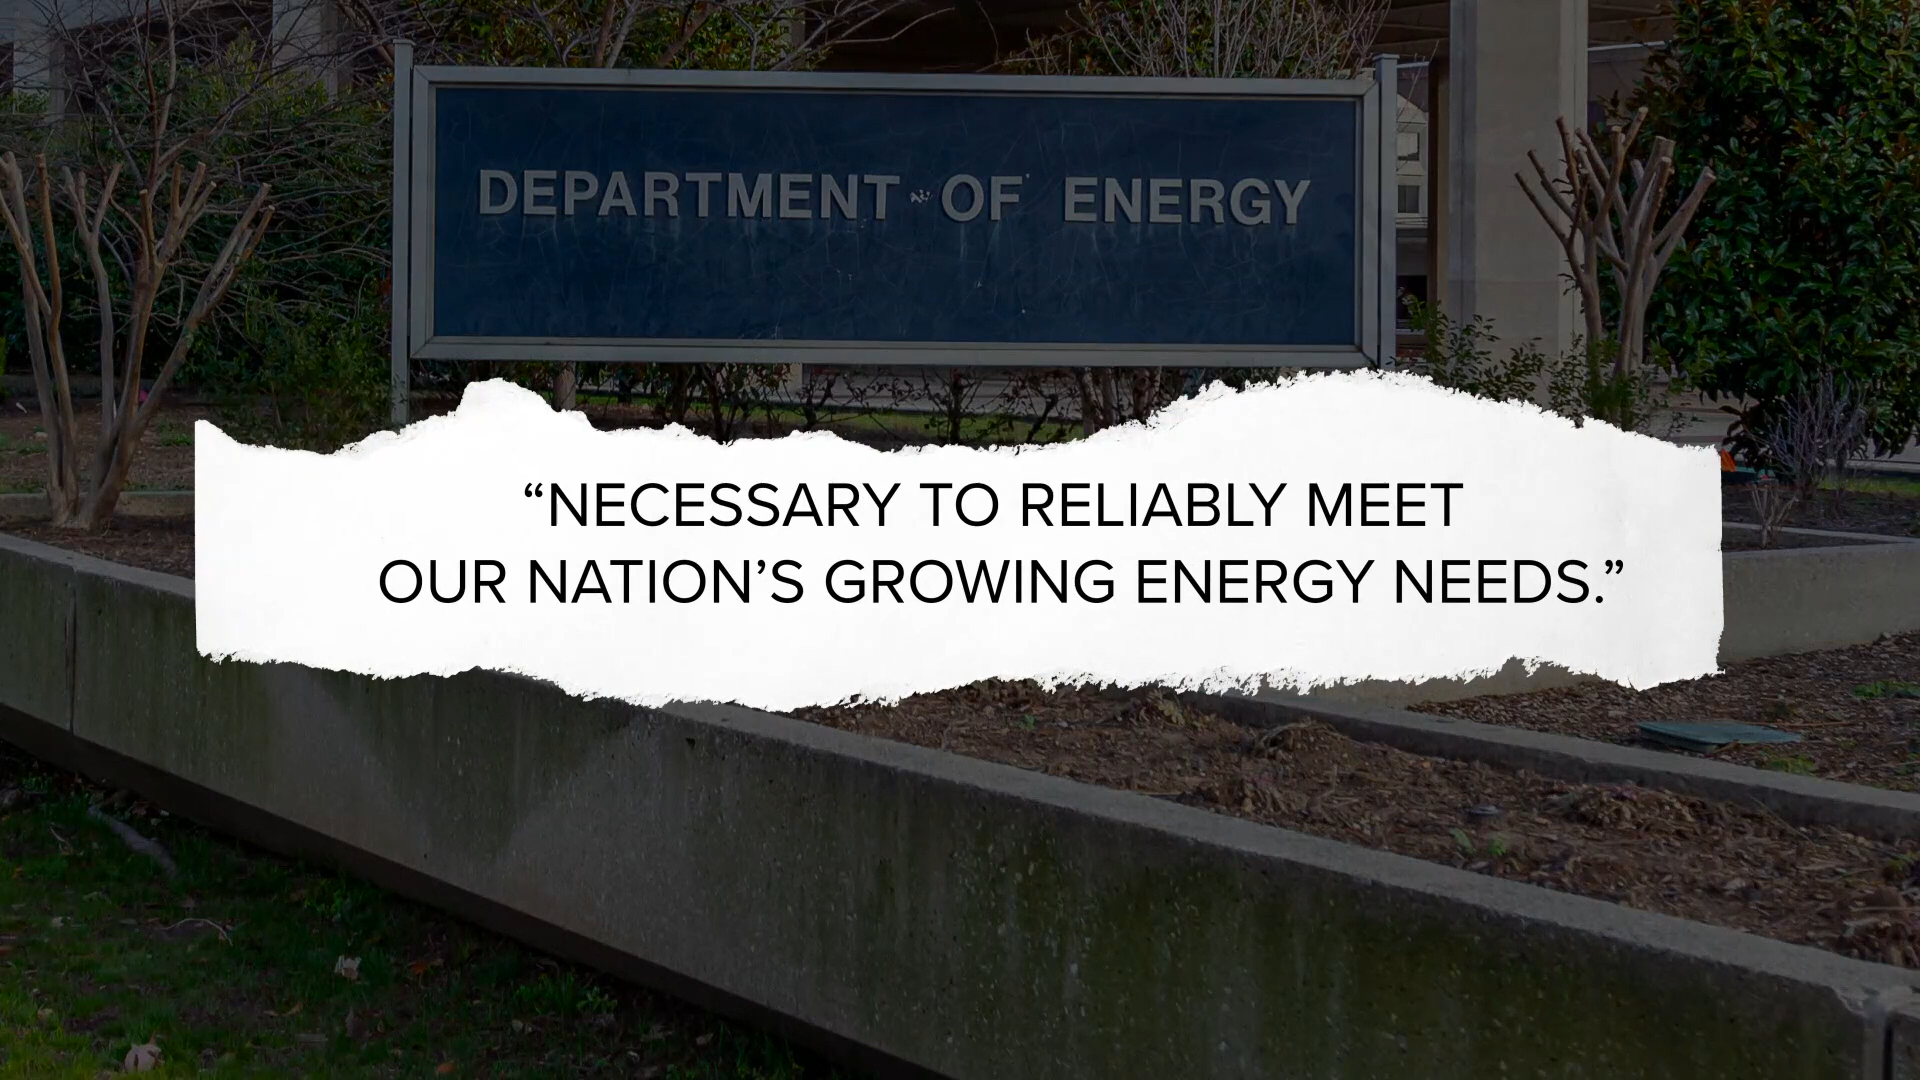 DEPARTMENT OF ENERGY
“NECESSARY TO RELIABLY MEET
OUR NATION’S GROWING ENERGY NEEDS.”